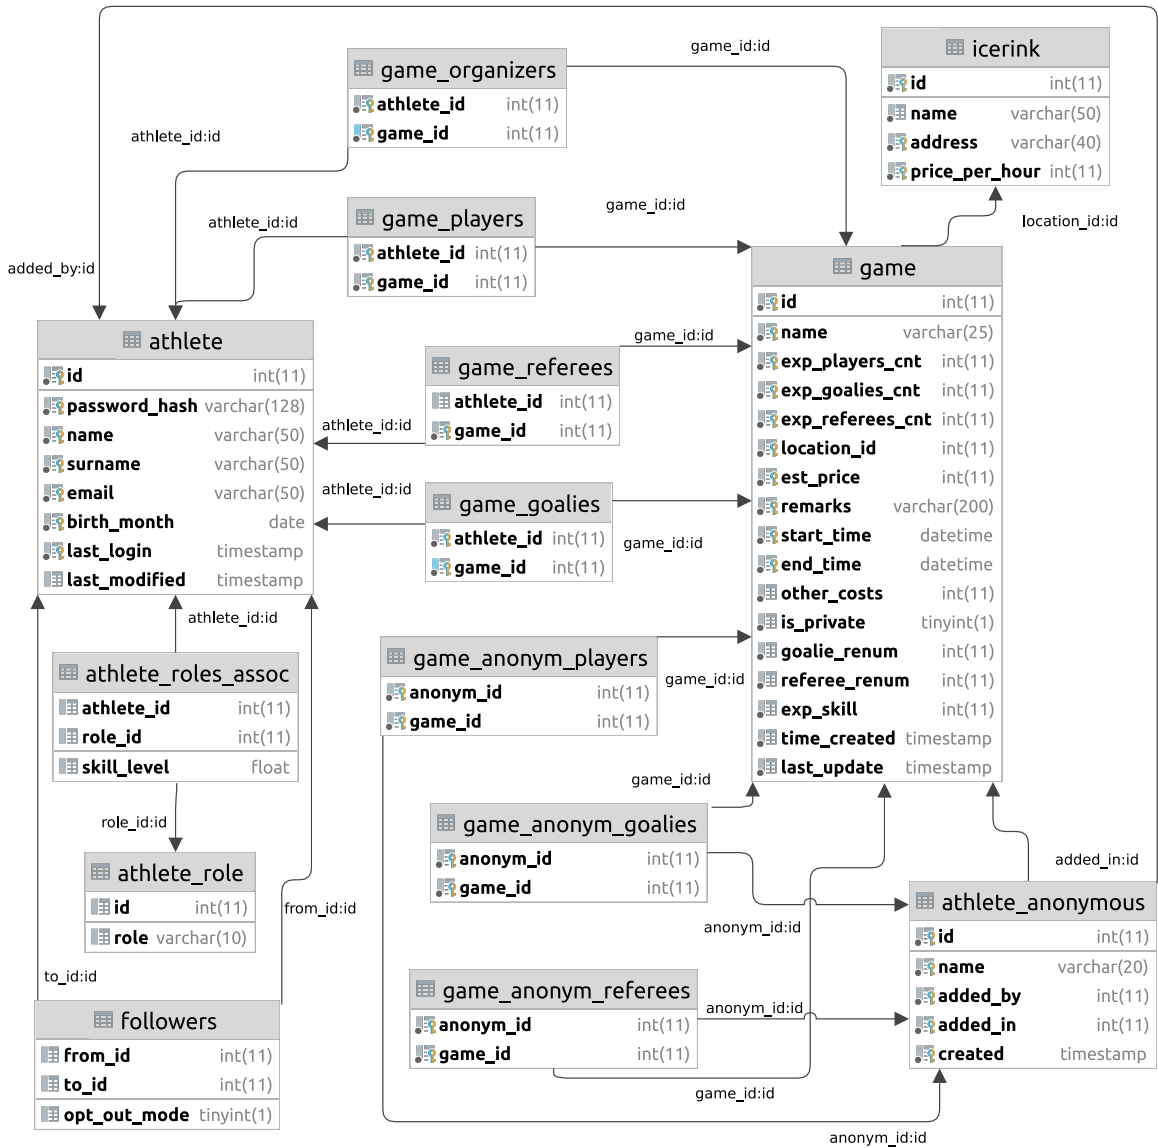 game_organizers
athlete_id int(11)
game_id int(11)
game_id:id
athlete_id:id
icerink
id int(11)
name varchar(50)
address varchar(40)
price_per_hour int(11)
location_id:id
game_players
athlete_id int(11)
game_id int(11)
athlete_id:id
game_id:id
added_by:id
athlete
id int(11)
password_hash varchar(128)
name varchar(50)
surname varchar(50)
email varchar(50)
birth_month date
last_login timestamp
last_modified timestamp
game_referees
athlete_id int(11)
game_id int(11)
game_id:id
athlete_id:id
game_goalies
athlete_id int(11)
game_id int(11)
athlete_id:id
game_id:id
game
id int(11)
name varchar(25)
exp_players_cnt int(11)
exp_goalies_cnt int(11)
exp_referees_cnt int(11)
location_id int(11)
est_price int(11)
remarks varchar(200)
start_time datetime
end_time datetime
other_costs int(11)
is_private tinyint(1)
goalie_renum int(11)
referee_renum int(11)
exp_skill int(11)
time_created timestamp
last_update timestamp
athlete_id:id
athlete_roles_assoc
athlete_id int(11)
role_id int(11)
skill_level float
role_id:id
athlete_role
id int(11)
role varchar(10)
from_id:id
to_id:id
followers
from_id int(11)
to_id int(11)
opt_out_mode tinyint(1)
game_anonym_players
anonym_id int(11)
game_id int(11)
game_id:id
game_anonym_goalies
anonym_id int(11)
game_id int(11)
game_id:id
anonym_id:id
game_anonym_referees
anonym_id int(11)
game_id int(11)
anonym_id:id
game_id:id
added_in:id
athlete_anonymous
id int(11)
name varchar(20)
added_by int(11)
added_in int(11)
created timestamp
anonym_id:id